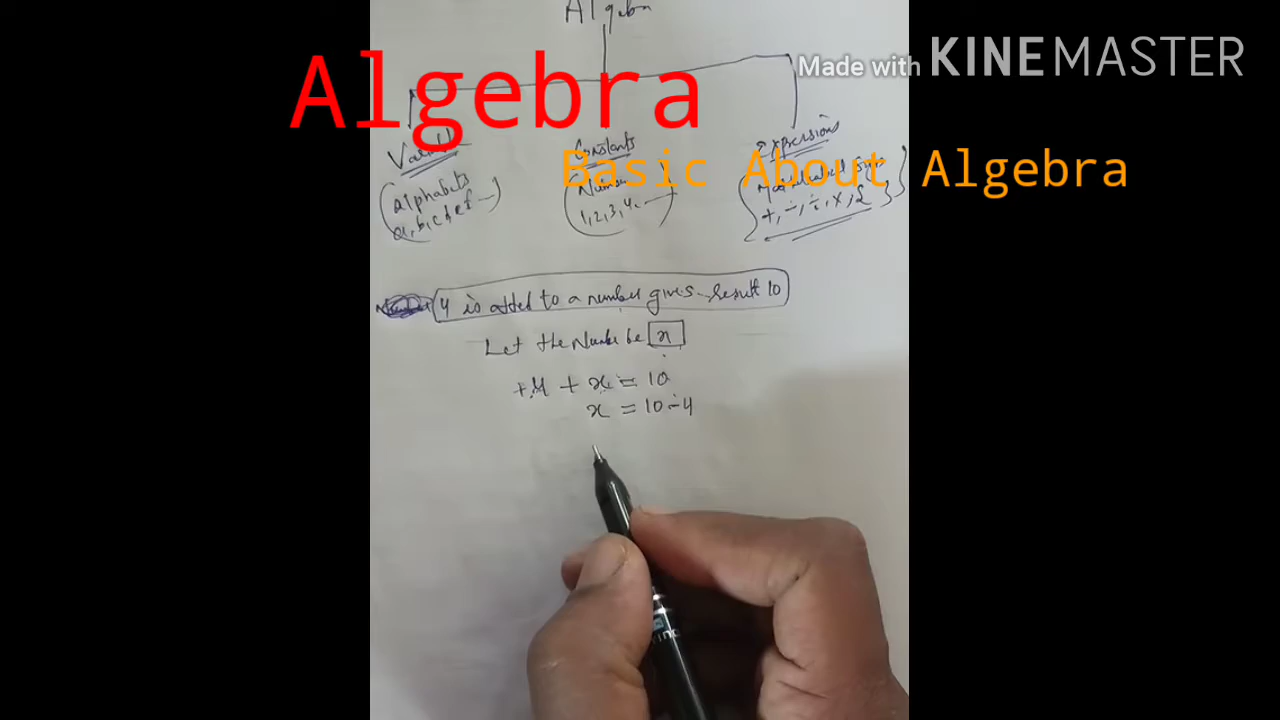 Algebra
Algebra
Made with KINEMASTER
Basic About Algebra
Constants
Expressions
(alphabets
a, b, c, d, e, f --)
1, 2, 3, 4, --
+, -, ÷, ×,
4 is added to a number gives result 10
Let the Number be x
+4 + x = 10
x = 10 - 4